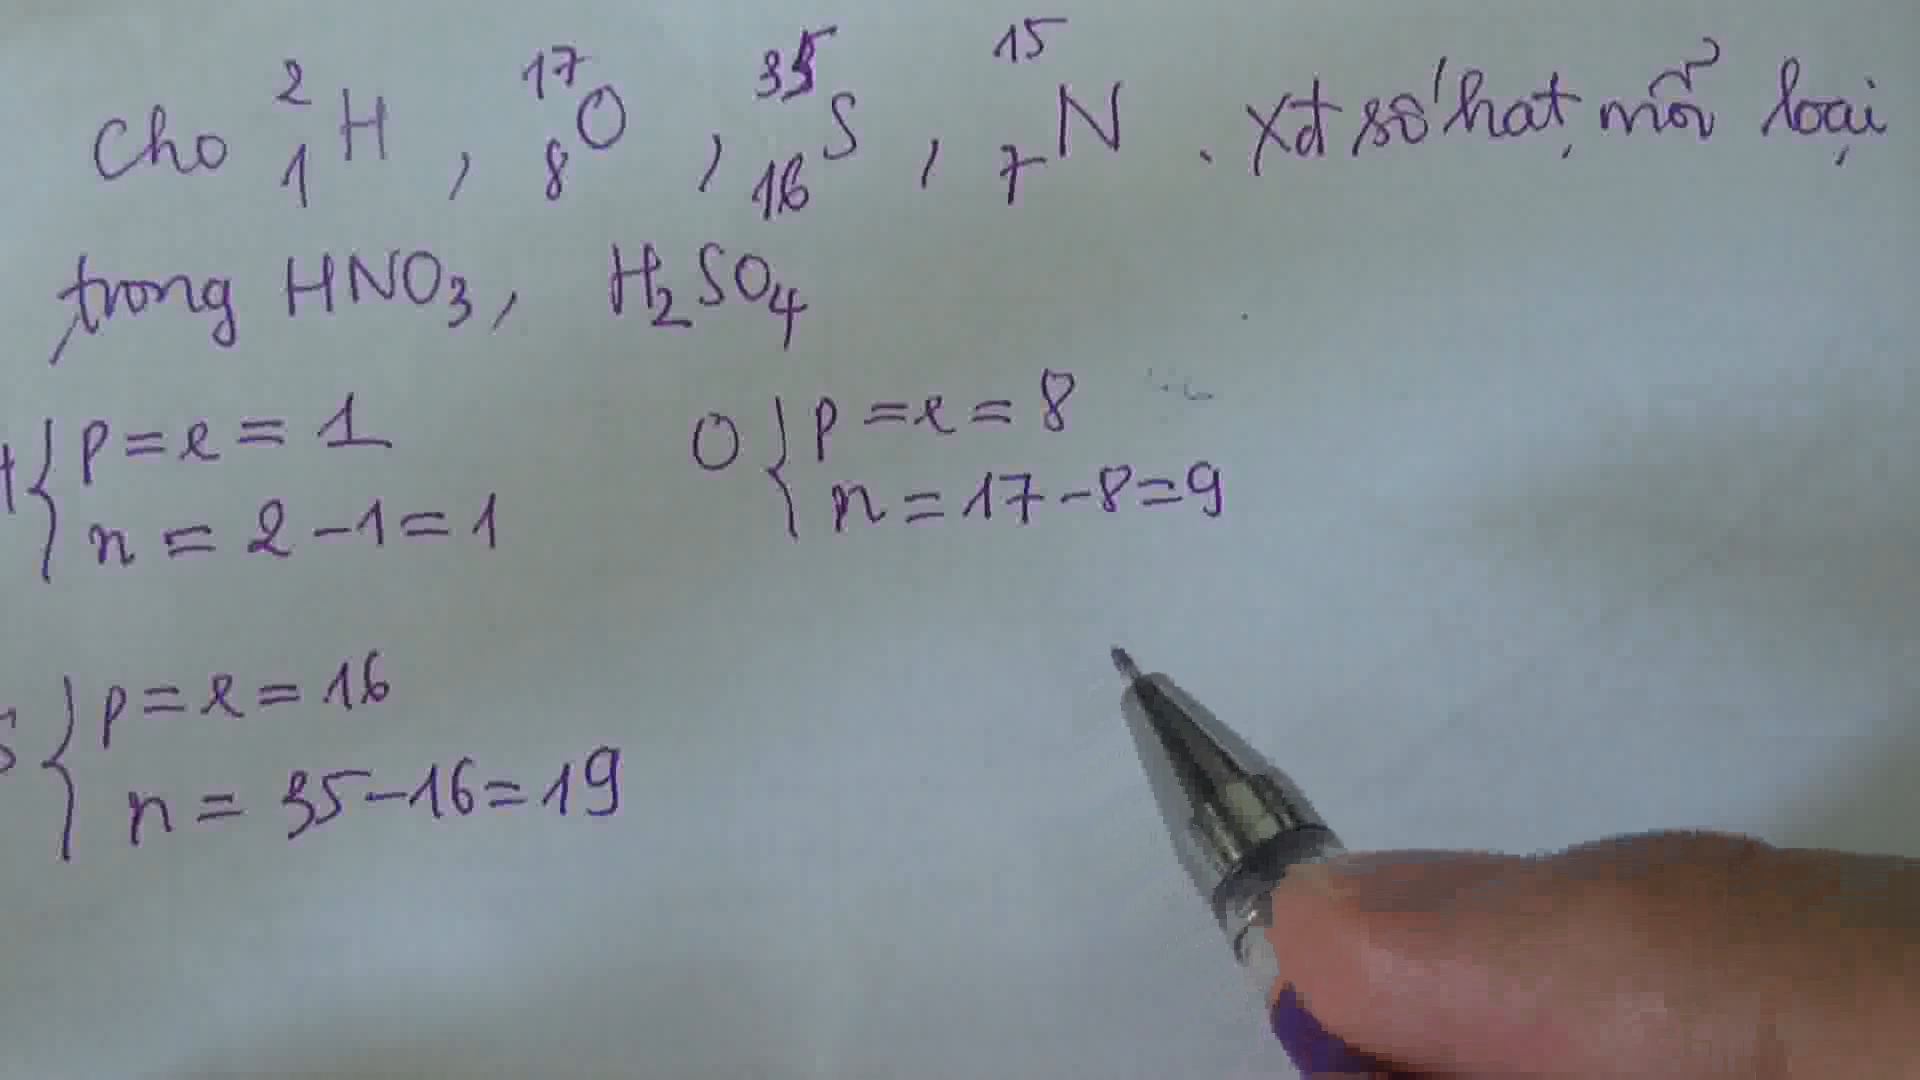 Cho ²₁H , ¹⁷₈O , ³⁵₁₆S , ¹⁵₇N . Xđ số hạt mỗi loại
trong HNO₃, H₂SO₄
H { p = e = 1
n = 2 - 1 = 1
O { p = e = 8
n = 17 - 8 = 9
S { p = e = 16
n = 35 - 16 = 19